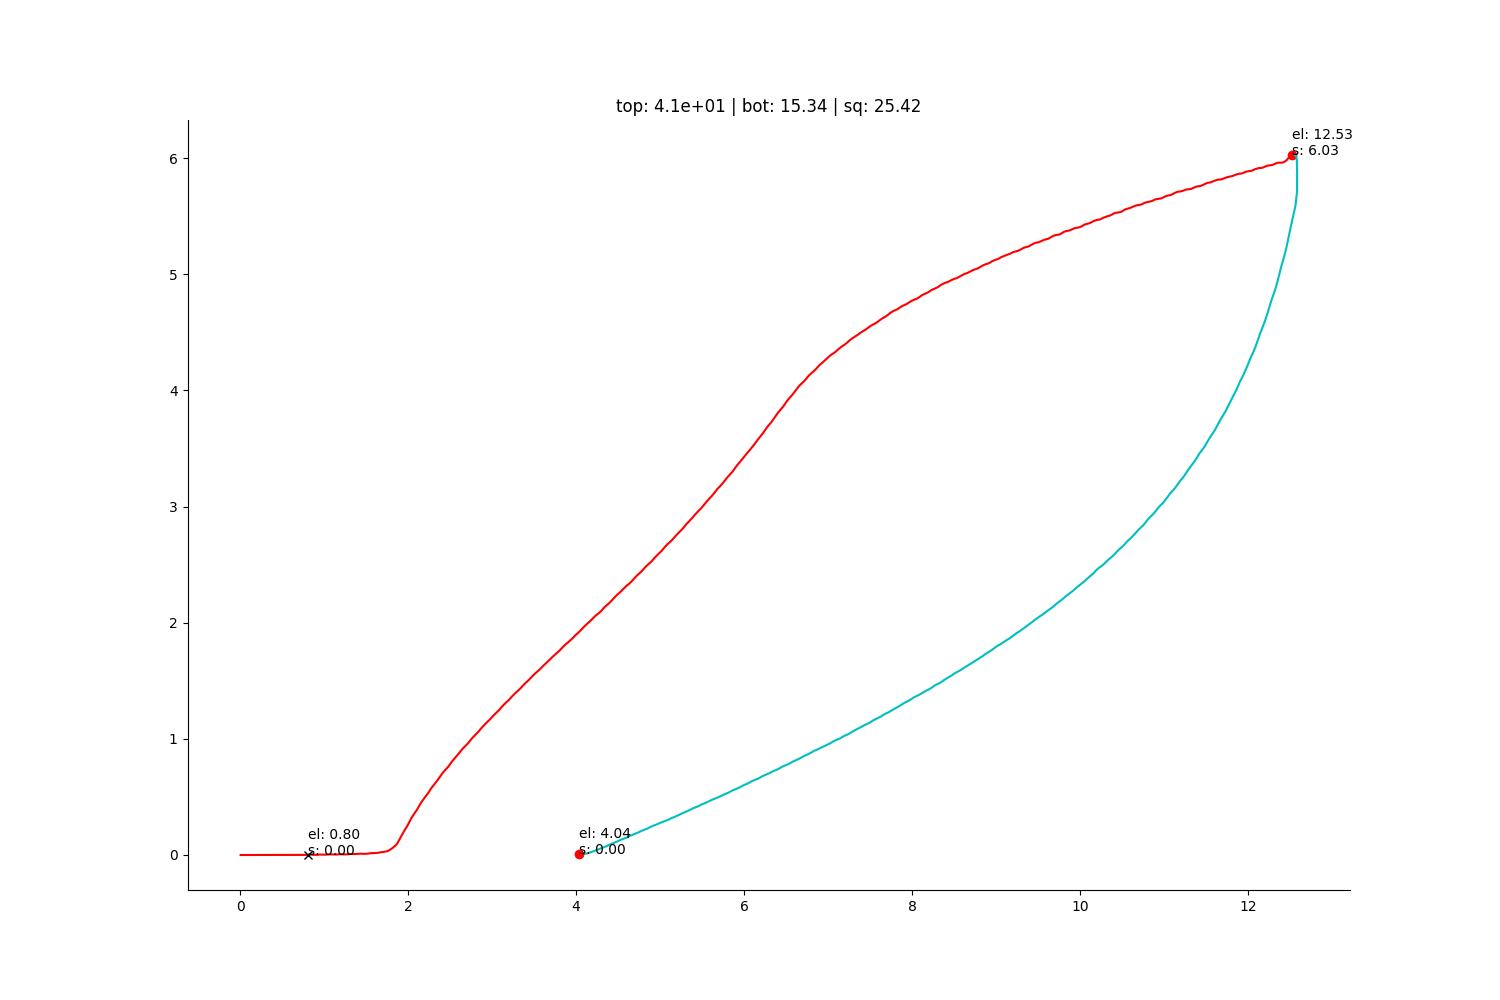 top: 4.1e+01 | bot: 15.34 | sq: 25.42
el: 12.53
s: 6.03
6
5
4
3
2
1
0
el: 0.80
s: 0.00
el: 4.04
s: 0.00
0 2 4 6 8 10 12